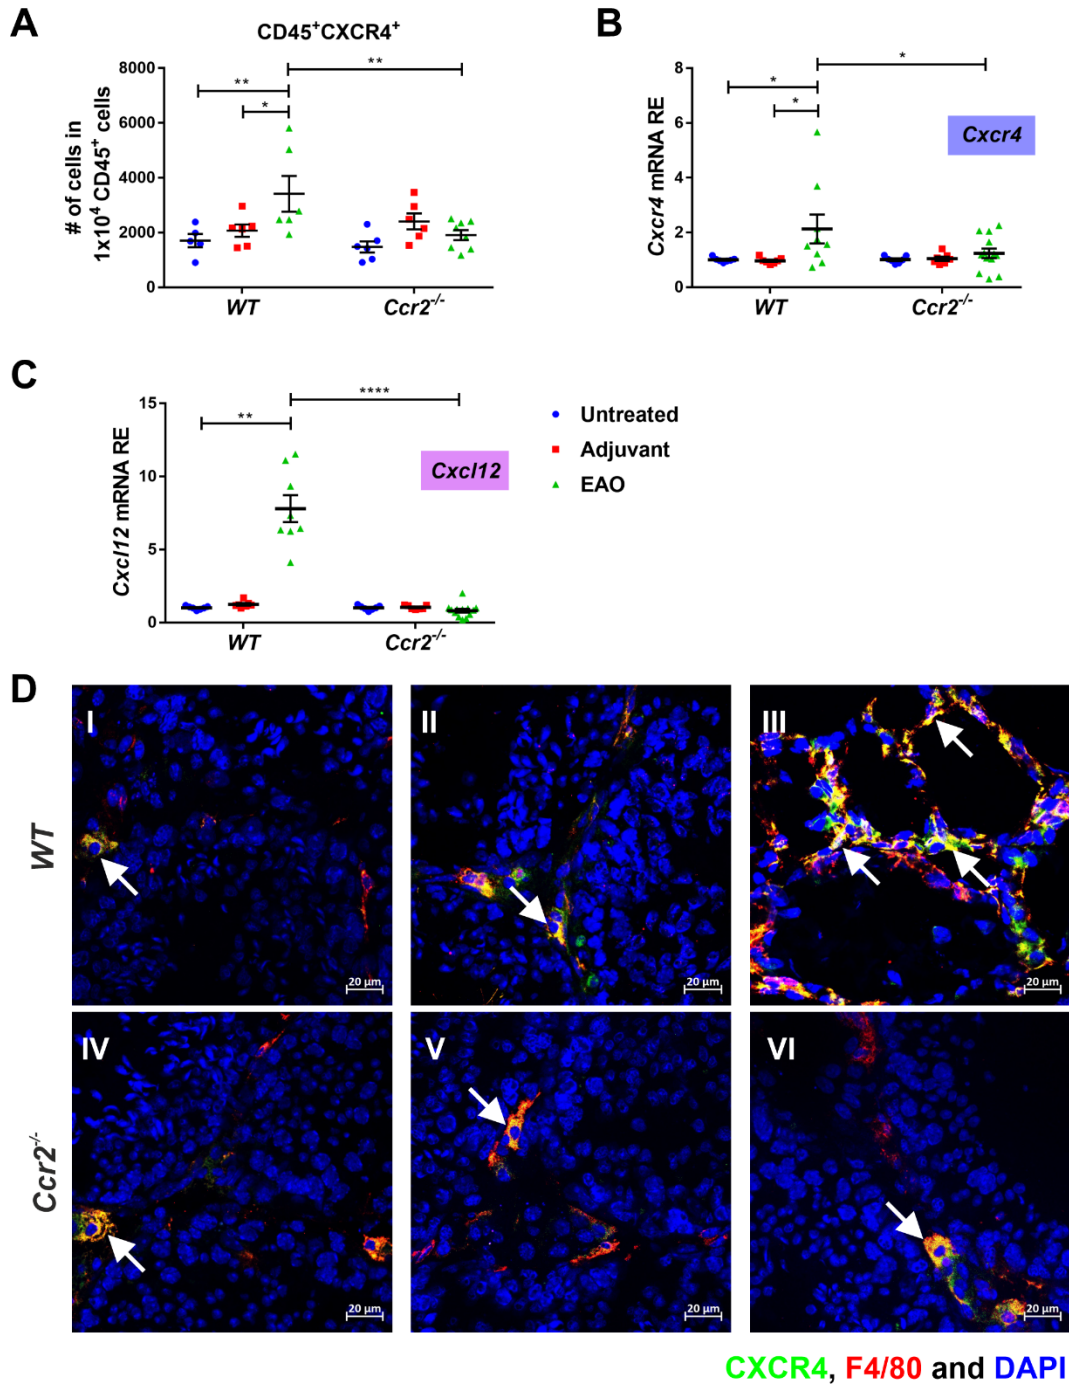 A
CD45⁺CXCR4⁺
# of cells in
1x10⁴ CD45⁺ cells
8000
6000
4000
2000
0
**
*
**
WT
Ccr2⁻/⁻
B
Cxcr4 mRNA RE
8
6
4
2
0
*
*
*
Cxcr4
WT
Ccr2⁻/⁻
C
Cxcl12 mRNA RE
15
10
5
0
**
****
Cxcl12
WT
Ccr2⁻/⁻
Untreated
Adjuvant
EAO
D
WT
I
20 µm
II
20 µm
III
20 µm
Ccr2⁻/⁻
IV
20 µm
V
20 µm
VI
20 µm
CXCR4, F4/80 and DAPI